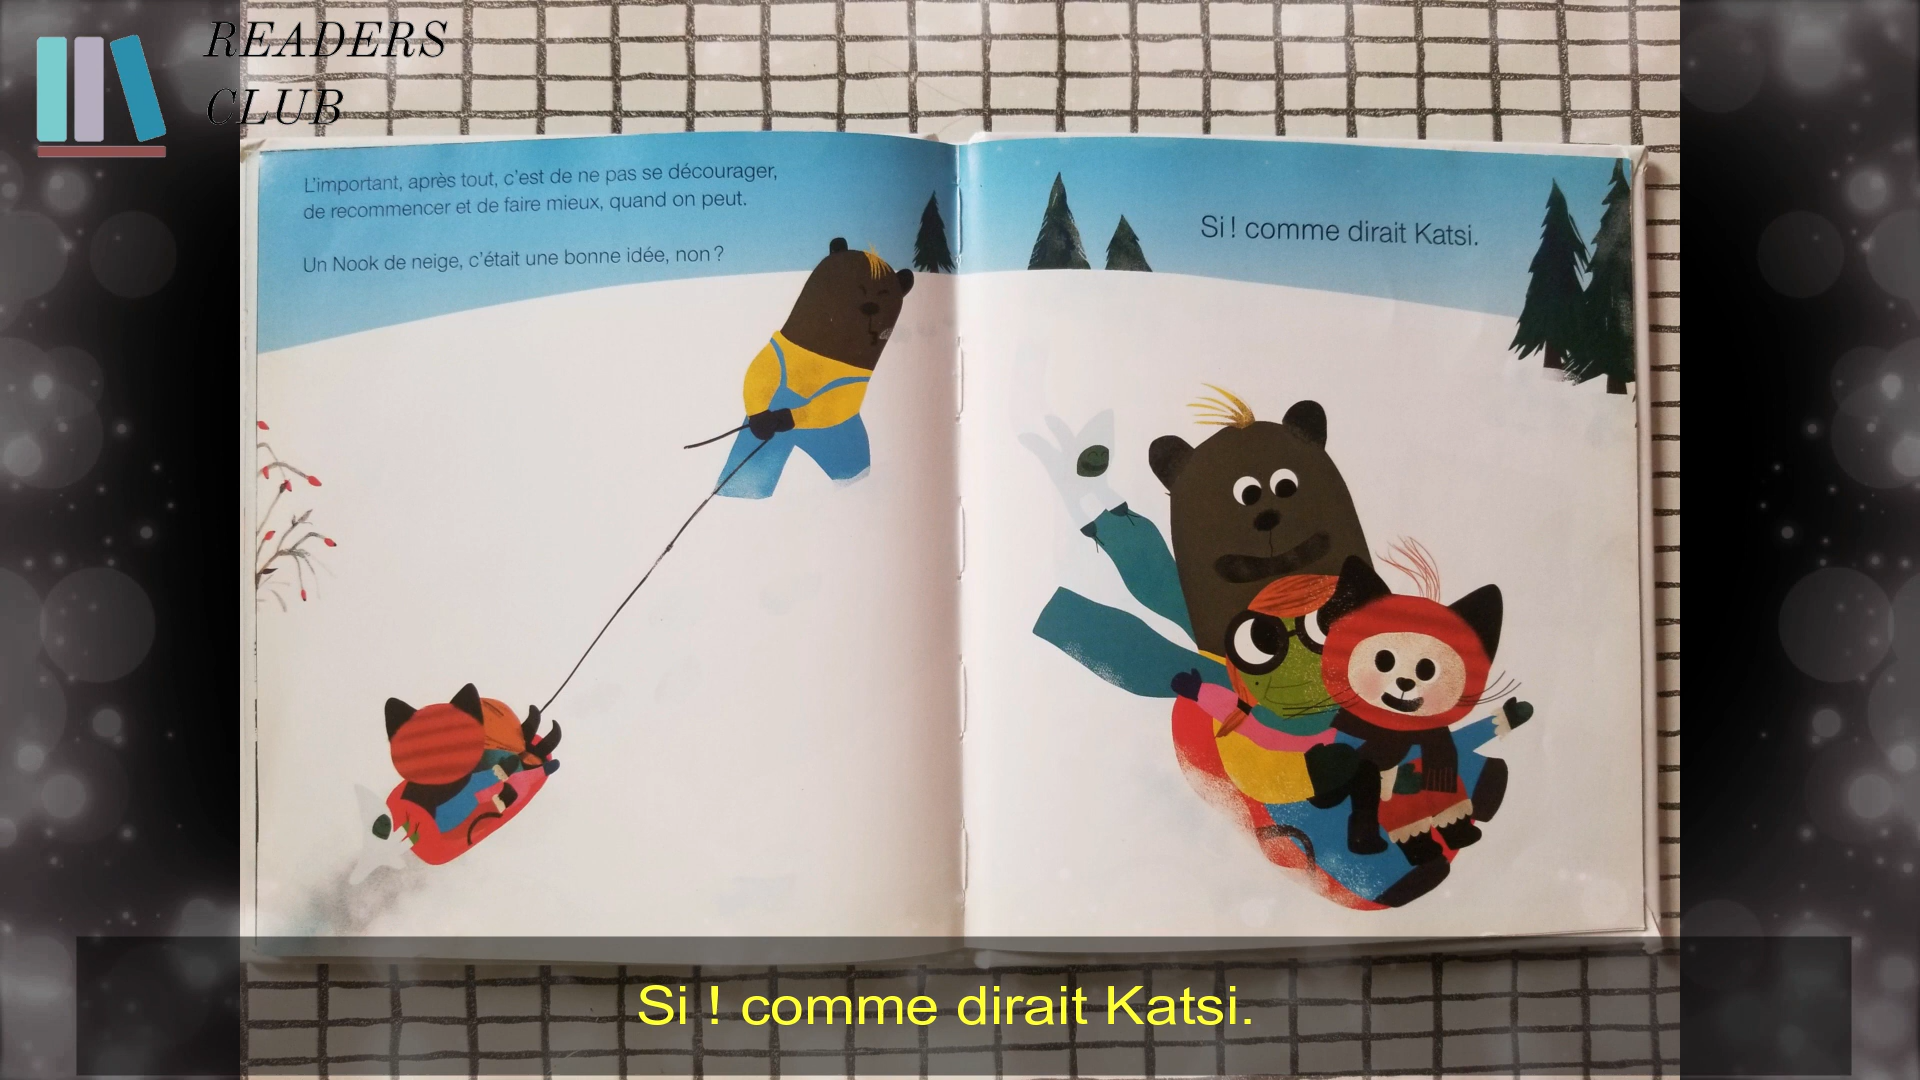 READERS
CLUB
L'important, après tout, c'est de ne pas se décourager,
de recommencer et de faire mieux, quand on peut.
Un Nook de neige, c'était une bonne idée, non ?
Si ! comme dirait Katsi.
Si ! comme dirait Katsi.